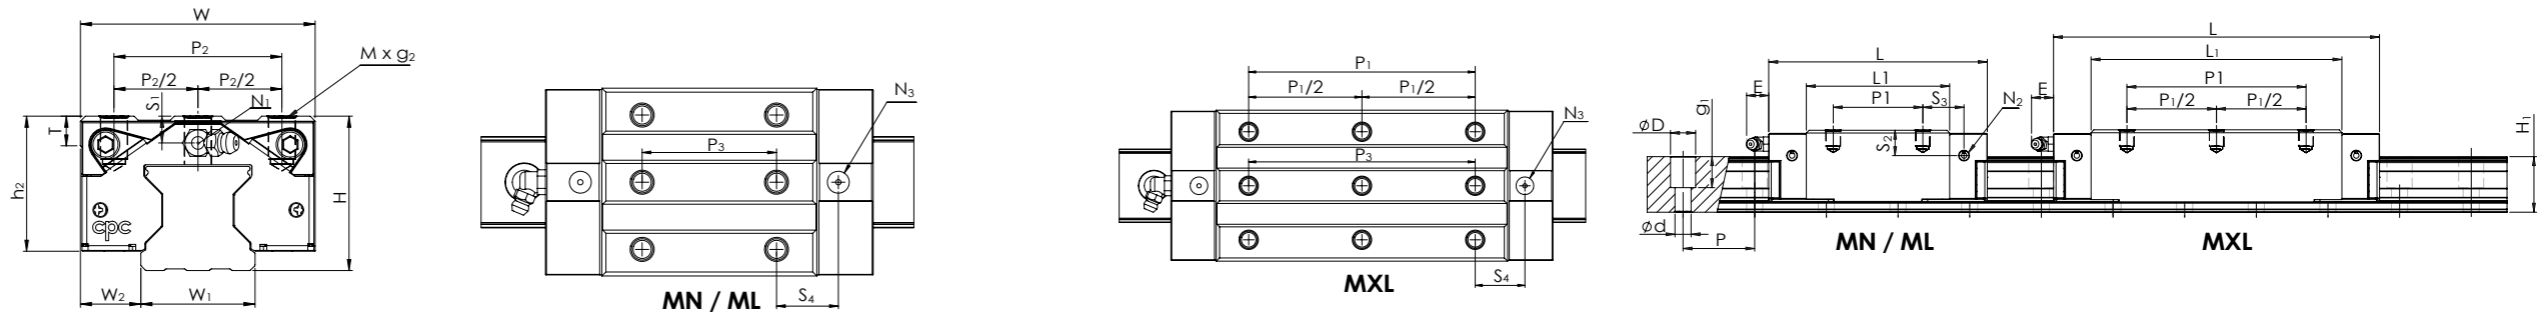 W
P2
M x g2
P2/2
P2/2
S1
N1
T
h2
H
cpc
W2
W1
N3
P3
S4
MN / ML
P1
P1/2
P1/2
N3
P3
S4
MXL
L
L1
P1
E
S3
N2
S2
g1
øD
ød
P
MN / ML
L
L1
P1
P1/2
P1/2
E
H1
MXL